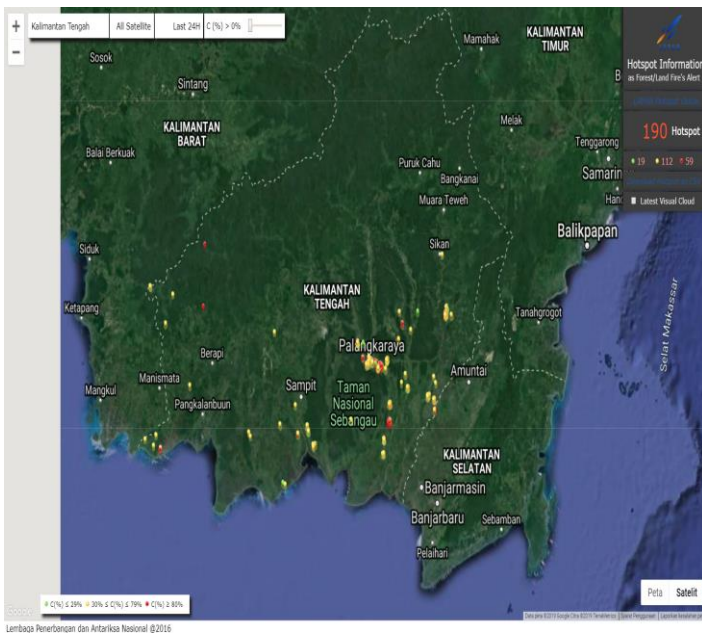 +
−
Kalimantan Tengah
All Satellite
Last 24H
C (%) > 0%
KALIMANTAN
TIMUR
Mamahak
Sosok
Sintang
KALIMANTAN
BARAT
Melak
Balai Berkuak
Tenggarong
Puruk Cahu
Bangkanai
Samarin
Muara Teweh
Sikan
Balikpapan
Siduk
KALIMANTAN
TENGAH
Ketapang
Tanahgrogot
Selat Makassar
Palangkaraya
Berapi
Amuntai
Manismata
Sampit
Taman
Nasional
Sebangau
Mangkul
Pangkalanbuun
KALIMANTAN
SELATAN
Banjarmasin
Banjarbaru
Sebamban
Pelaihari
Hotspot Information
as Forest/Land Fire's Alert
190 Hotspot
19 112 59
Latest Visual Cloud
Peta Satelit
C(%) ≤ 29% 30% ≤ C(%) ≤ 79% C(%) ≥ 80%
Google
Lembaga Penerbangan dan Antariksa Nasional @2016